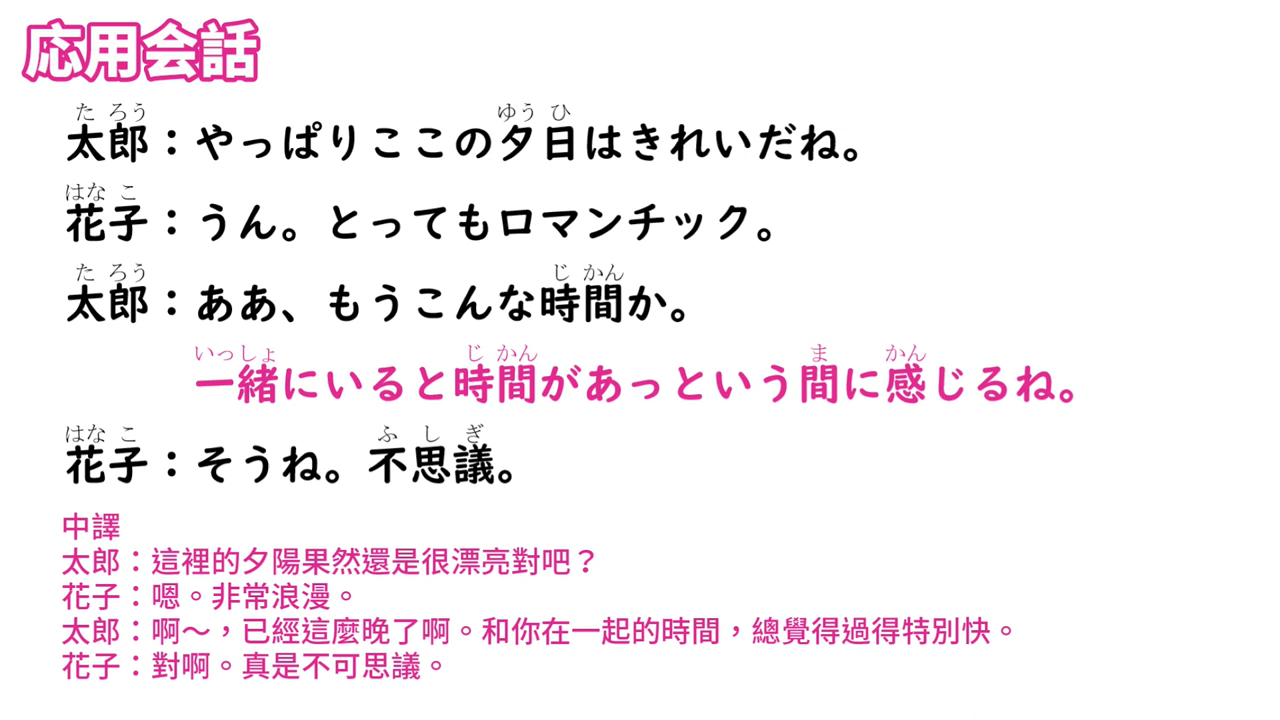 応用会話
た ろう ゆう ひ
太郎：やっぱりここの夕日はきれいだね。
はな こ
花子：うん。とってもロマンチック。
た ろう じ かん
太郎：ああ、もうこんな時間か。
いっしょ じ かん ま かん
一緒にいると時間があっという間に感じるね。
はな こ ふ し ぎ
花子：そうね。不思議。
中譯
太郎：這裡的夕陽果然還是很漂亮對吧？
花子：嗯。非常浪漫。
太郎：啊～，已經這麼晚了啊。和你在一起的時間，總覺得過得特別快。
花子：對啊。真是不可思議。